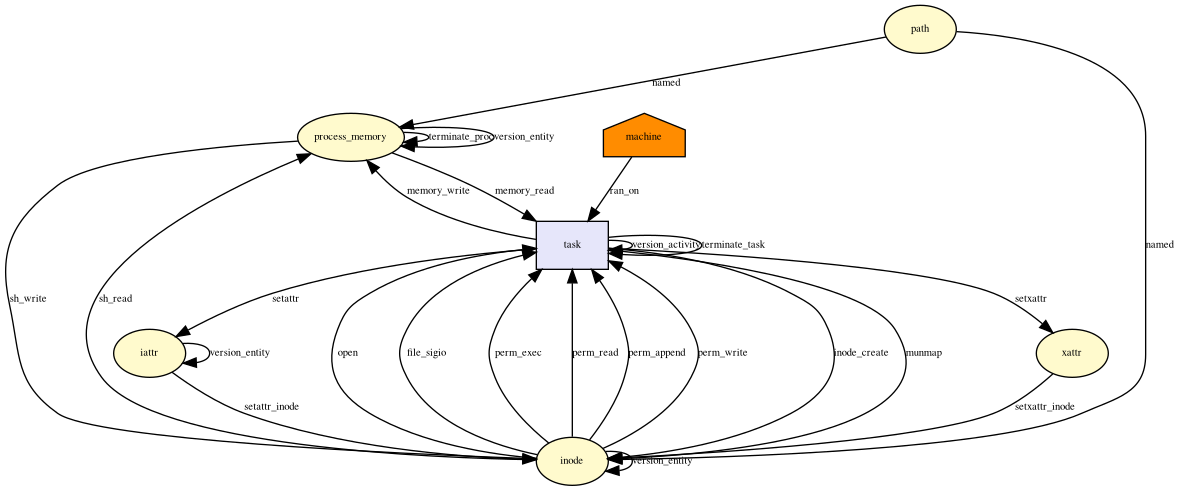 path
named
process_memory
terminate_proc
version_entity
machine
memory_write
memory_read
ran_on
task
version_activity
terminate_task
named
sh_write
sh_read
setattr
setxattr
iattr
version_entity
open
file_sigio
perm_exec
perm_read
perm_append
perm_write
inode_create
munmap
xattr
setattr_inode
setxattr_inode
inode
version_entity